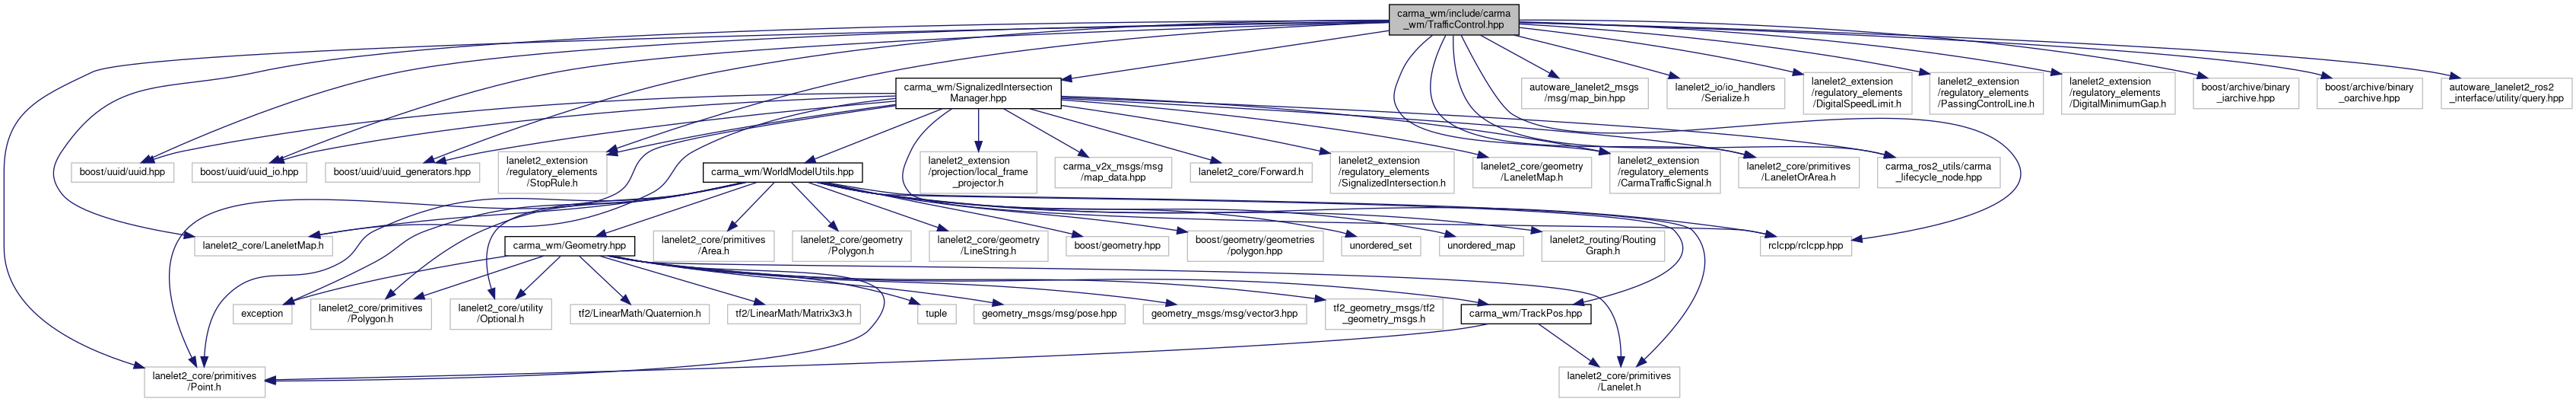 carma_wm/include/carma
_wm/TrafficControl.hpp
carma_wm/SignalizedIntersection
Manager.hpp
autoware_lanelet2_msgs
/msg/map_bin.hpp
lanelet2_io/io_handlers
/Serialize.h
lanelet2_extension
/regulatory_elements
/DigitalSpeedLimit.h
lanelet2_extension
/regulatory_elements
/PassingControlLine.h
lanelet2_extension
/regulatory_elements
/DigitalMinimumGap.h
boost/archive/binary
_iarchive.hpp
boost/archive/binary
_oarchive.hpp
autoware_lanelet2_ros2
_interface/utility/query.hpp
boost/uuid/uuid.hpp
boost/uuid/uuid_io.hpp
boost/uuid/uuid_generators.hpp
lanelet2_extension
/regulatory_elements
/StopRule.h
carma_wm/WorldModelUtils.hpp
lanelet2_extension
/projection/local_frame
_projector.h
carma_v2x_msgs/msg
/map_data.hpp
lanelet2_core/Forward.h
lanelet2_extension
/regulatory_elements
/SignalizedIntersection.h
lanelet2_core/geometry
/LaneletMap.h
lanelet2_extension
/regulatory_elements
/CarmaTrafficSignal.h
lanelet2_core/primitives
/LaneletOrArea.h
carma_ros2_utils/carma
_lifecycle_node.hpp
lanelet2_core/LaneletMap.h
carma_wm/Geometry.hpp
lanelet2_core/primitives
/Area.h
lanelet2_core/geometry
/Polygon.h
lanelet2_core/geometry
/LineString.h
boost/geometry.hpp
boost/geometry/geometries
/polygon.hpp
unordered_set
unordered_map
lanelet2_routing/Routing
Graph.h
rclcpp/rclcpp.hpp
exception
lanelet2_core/primitives
/Polygon.h
lanelet2_core/utility
/Optional.h
tf2/LinearMath/Quaternion.h
tf2/LinearMath/Matrix3x3.h
tuple
geometry_msgs/msg/pose.hpp
geometry_msgs/msg/vector3.hpp
tf2_geometry_msgs/tf2
_geometry_msgs.h
carma_wm/TrackPos.hpp
lanelet2_core/primitives
/Point.h
lanelet2_core/primitives
/Lanelet.h